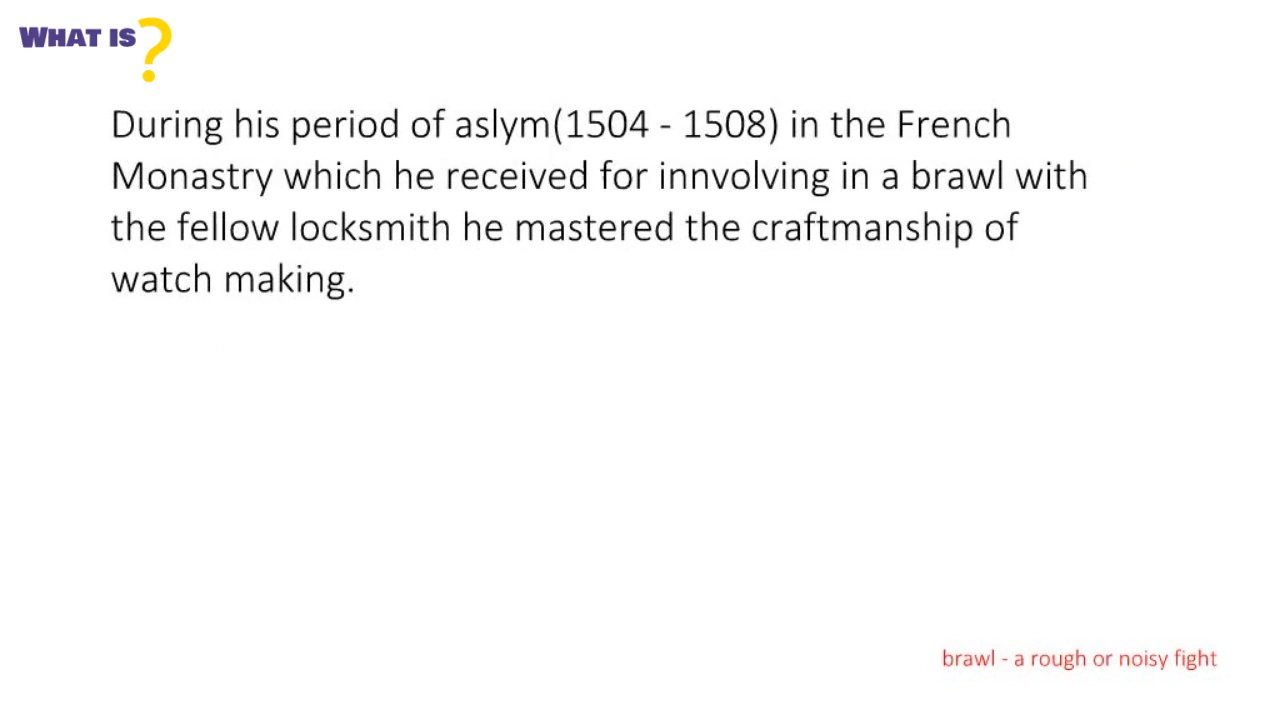 WHAT IS?
During his period of aslym(1504 - 1508) in the French
Monastry which he received for innvolving in a brawl with
the fellow locksmith he mastered the craftmanship of
watch making.
brawl - a rough or noisy fight